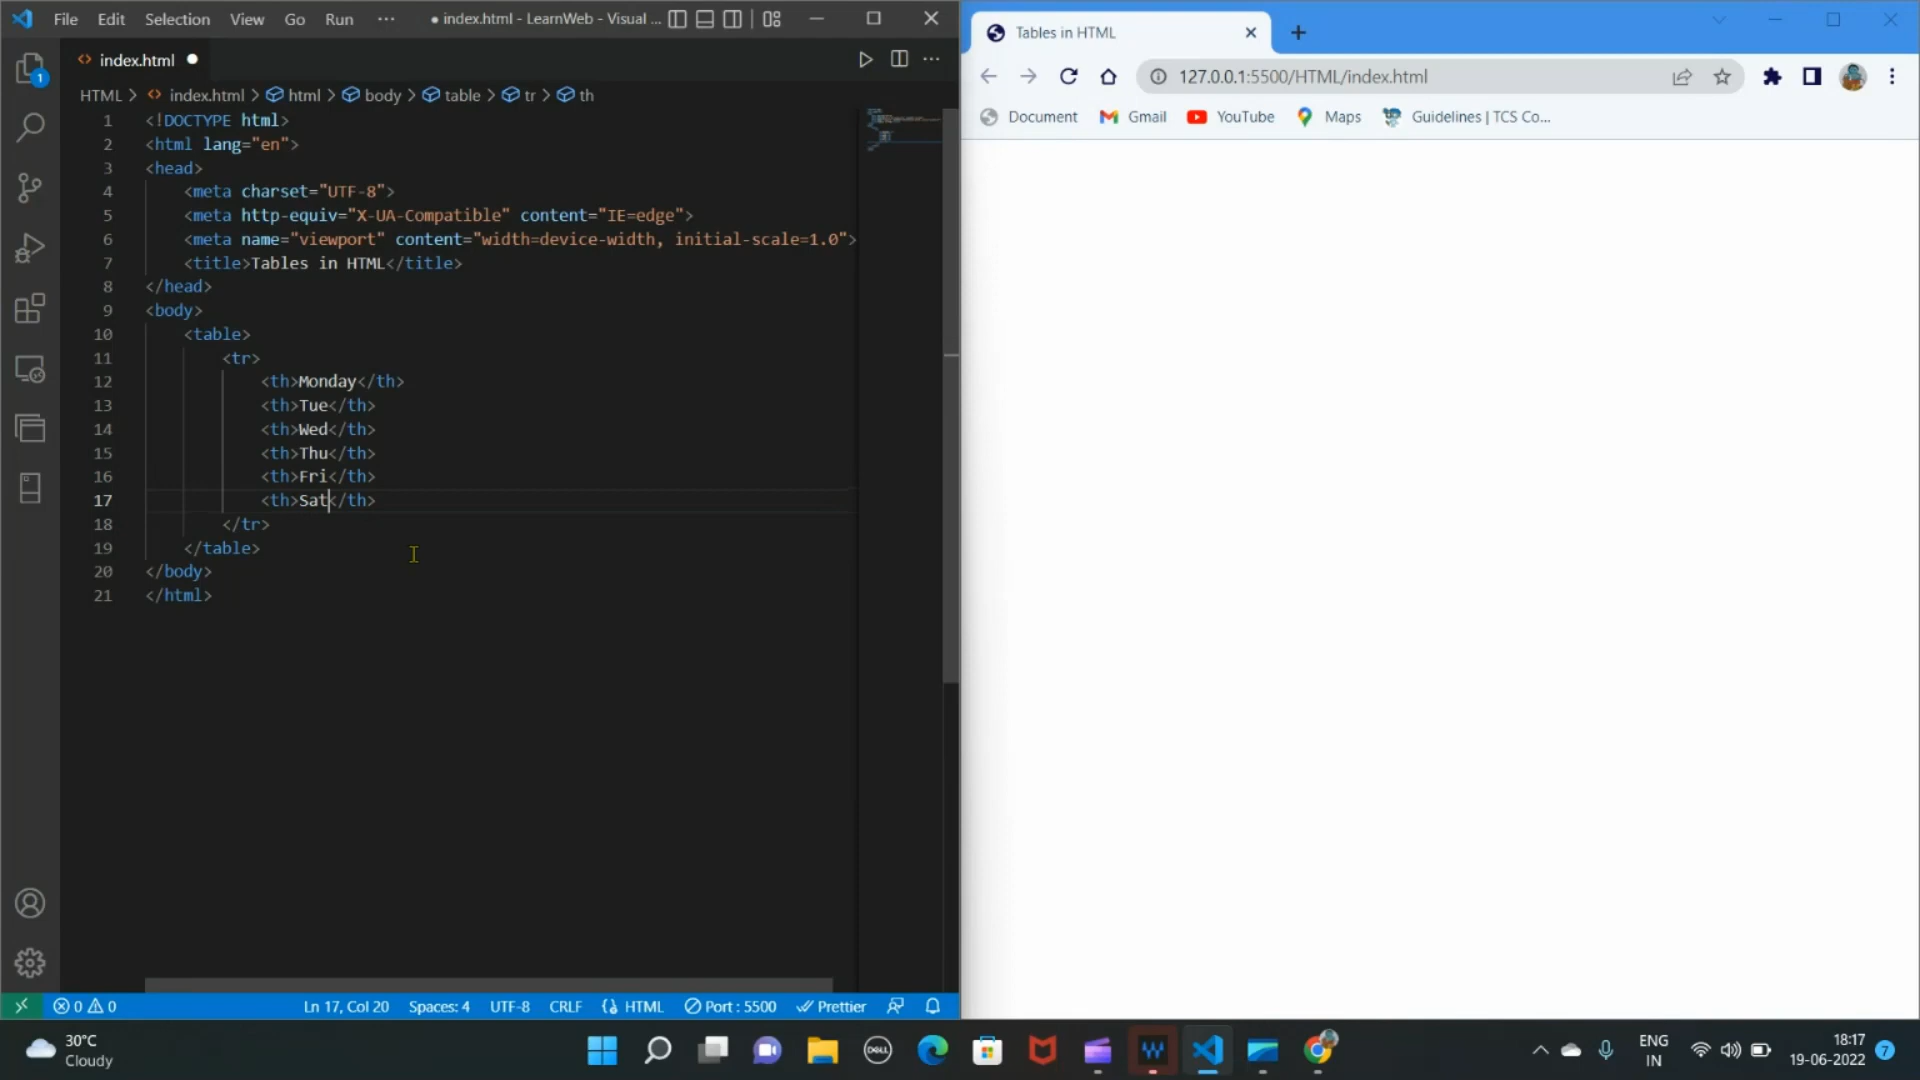 File Edit Selection View Go Run ··· ● index.html - LearnWeb - Visual ...
index.html
HTML > index.html > html > body > table > tr > th
1 <!DOCTYPE html>
2 <html lang="en">
3 <head>
4 <meta charset="UTF-8">
5 <meta http-equiv="X-UA-Compatible" content="IE=edge">
6 <meta name="viewport" content="width=device-width, initial-scale=1.0">
7 <title>Tables in HTML</title>
8 </head>
9 <body>
10 <table>
11 <tr>
12 <th>Monday</th>
13 <th>Tue</th>
14 <th>Wed</th>
15 <th>Thu</th>
16 <th>Fri</th>
17 <th>Sat</th>
18 </tr>
19 </table>
20 </body>
21 </html>
1
0 0 Ln 17, Col 20 Spaces: 4 UTF-8 CRLF HTML Port : 5500 Prettier
Tables in HTML
127.0.0.1:5500/HTML/index.html
Document Gmail YouTube Maps Guidelines | TCS Co...
30°C
Cloudy
DELL
ENG
IN
18:17
19-06-2022
7